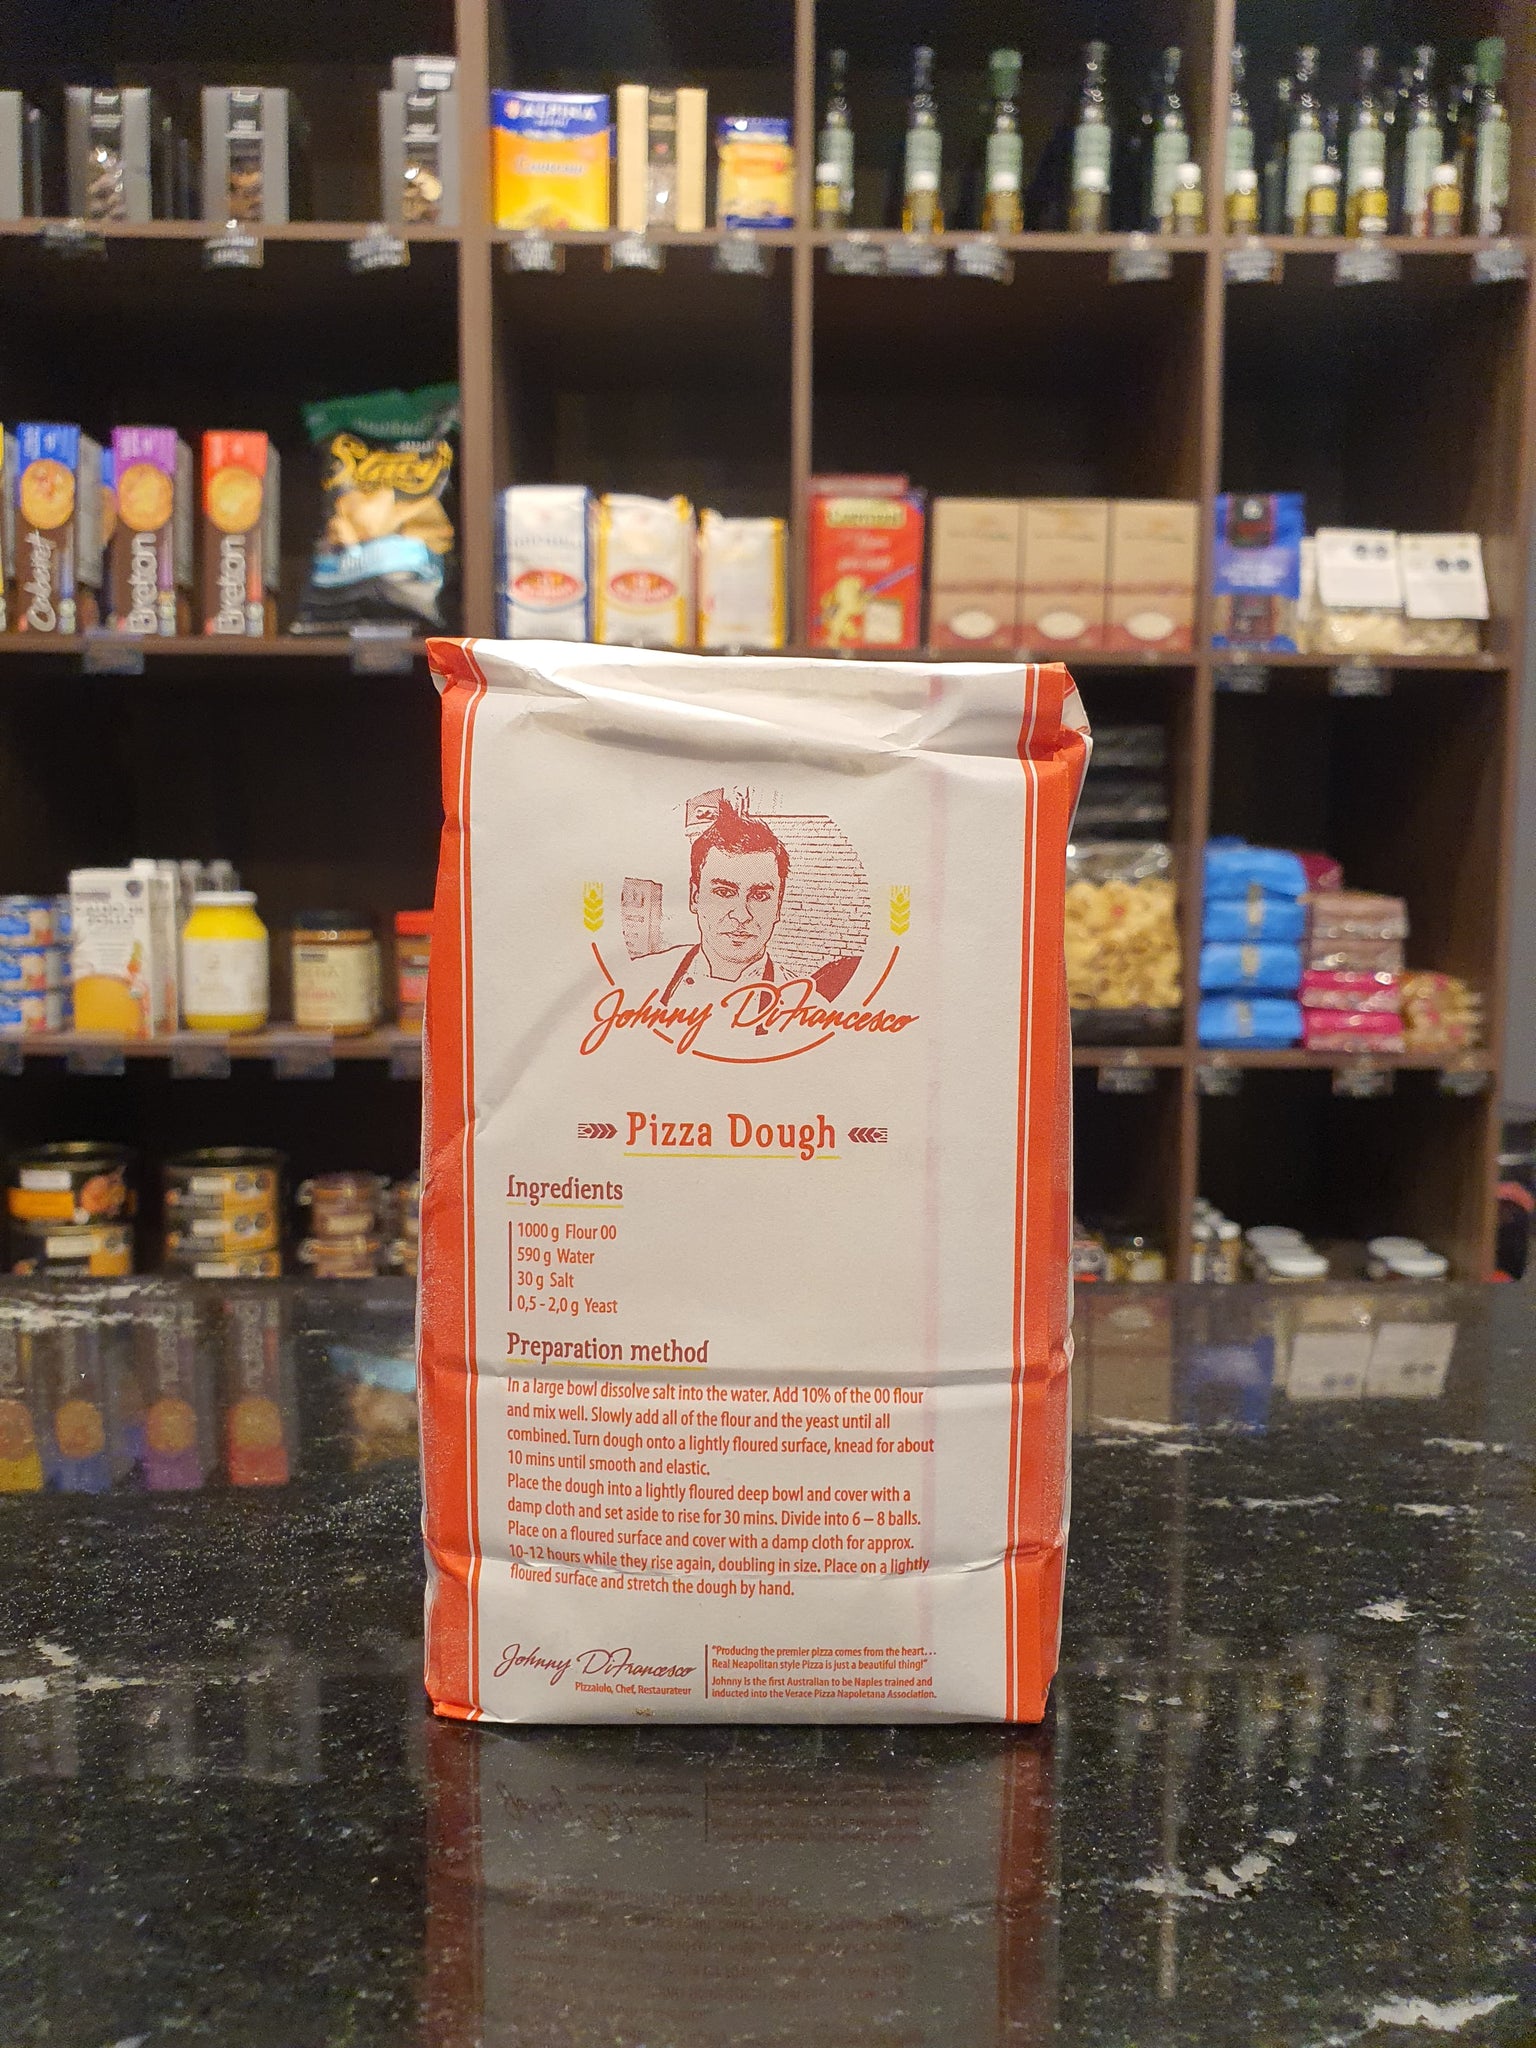 ALPINA
Stacy's
Cabaret
Breton
Breton
Johnny DiFrancesco
Pizza Dough
Ingredients
1000 g Flour 00
590 g Water
30 g Salt
0,5 - 2,0 g Yeast
Preparation method
In a large bowl dissolve salt into the water. Add 10% of the 00 flour
and mix well. Slowly add all of the flour and the yeast until all
combined. Turn dough onto a lightly floured surface, knead for about
10 mins until smooth and elastic.
Place the dough into a lightly floured deep bowl and cover with a
damp cloth and set aside to rise for 30 mins. Divide into 6 – 8 balls.
Place on a floured surface and cover with a damp cloth for approx.
10-12 hours while they rise again, doubling in size. Place on a lightly
floured surface and stretch the dough by hand.
Johnny DiFrancesco
Pizzaiolo, Chef, Restaurateur
"Producing the premier pizza comes from the heart...
Real Neapolitan style Pizza is just a beautiful thing!"
Johnny is the first Australian to be Naples trained and
inducted into the Verace Pizza Napoletana Association.